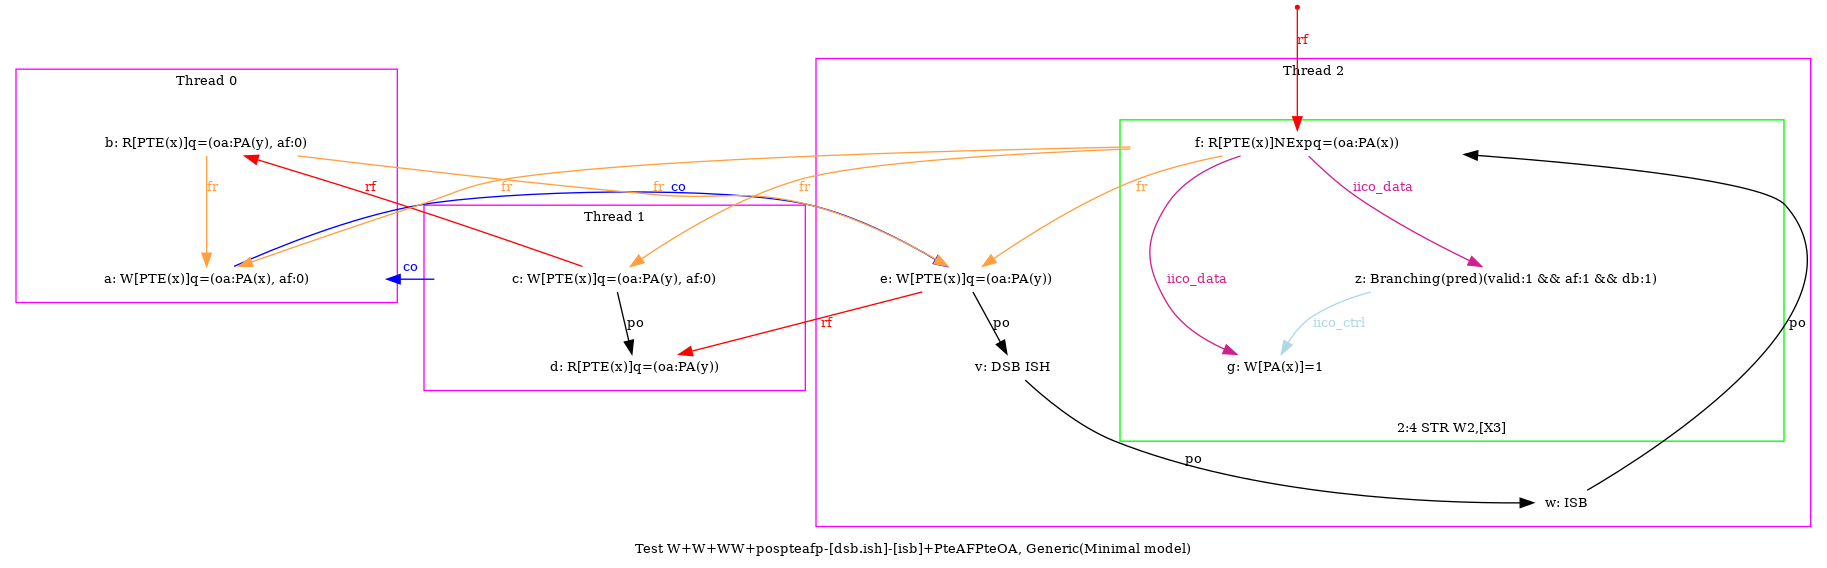 rf
Thread 2
Thread 0
b: R[PTE(x)]q=(oa:PA(y), af:0)
f: R[PTE(x)]NExpq=(oa:PA(x))
fr
rf
fr
fr
co
fr
fr
iico_data
Thread 1
co
a: W[PTE(x)]q=(oa:PA(x), af:0)
c: W[PTE(x)]q=(oa:PA(y), af:0)
e: W[PTE(x)]q=(oa:PA(y))
iico_data
z: Branching(pred)(valid:1 && af:1 && db:1)
po
rf
po
iico_ctrl
po
d: R[PTE(x)]q=(oa:PA(y))
v: DSB ISH
g: W[PA(x)]=1
2:4 STR W2,[X3]
po
w: ISB
Test W+W+WW+pospteafp-[dsb.ish]-[isb]+PteAFPteOA, Generic(Minimal model)